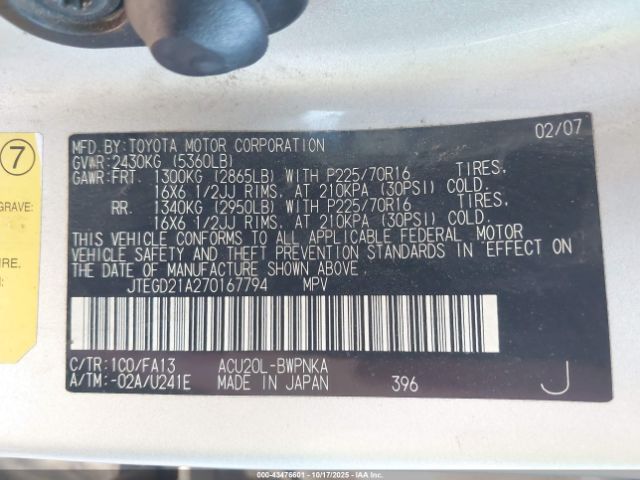 7
GRAVE:
IRE.
MFD.BY:TOYOTA MOTOR CORPORATION 02/07
GVWR:2430KG (5360LB)
GAWR:FRT. 1300KG (2865LB) WITH P225/70R16 TIRES,
16X6 1/2JJ RIMS, AT 210KPA (30PSI) COLD.
RR. 1340KG (2950LB) WITH P225/70R16 TIRES,
16X6 1/2JJ RIMS, AT 210KPA (30PSI) COLD.
THIS VEHICLE CONFORMS TO ALL APPLICABLE FEDERAL MOTOR
VEHICLE SAFETY AND THEFT PREVENTION STANDARDS IN EFFECT ON
THE DATE OF MANUFACTURE SHOWN ABOVE.
JTEGD21A270167794 MPV
C/TR:1C0/FA13 ACU20L-BWPNKA
A/TM:-02A/U241E MADE IN JAPAN 396 J
000-43476601 - 10/17/2025 - IAAI.COM